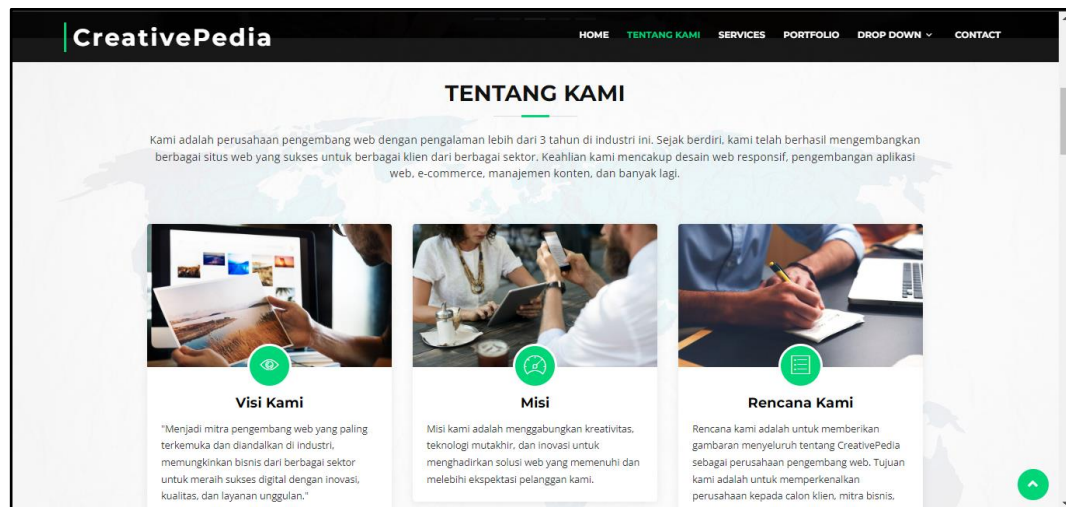 CreativePedia
HOME TENTANG KAMI SERVICES PORTFOLIO DROP DOWN CONTACT
TENTANG KAMI
Kami adalah perusahaan pengembang web dengan pengalaman lebih dari 3 tahun di industri ini. Sejak berdiri, kami telah berhasil mengembangkan
berbagai situs web yang sukses untuk berbagai klien dari berbagai sektor. Keahlian kami mencakup desain web responsif, pengembangan aplikasi
web, e-commerce, manajemen konten, dan banyak lagi.
Visi Kami
"Menjadi mitra pengembang web yang paling
terkemuka dan diandalkan di industri,
memungkinkan bisnis dari berbagai sektor
untuk meraih sukses digital dengan inovasi,
kualitas, dan layanan unggulan."
Misi
Misi kami adalah menggabungkan kreativitas,
teknologi mutakhir, dan inovasi untuk
menghadirkan solusi web yang memenuhi dan
melebihi ekspektasi pelanggan kami.
Rencana Kami
Rencana kami adalah untuk memberikan
gambaran menyeluruh tentang CreativePedia
sebagai perusahaan pengembang web. Tujuan
kami adalah untuk memperkenalkan
perusahaan kepada calon klien, mitra bisnis,